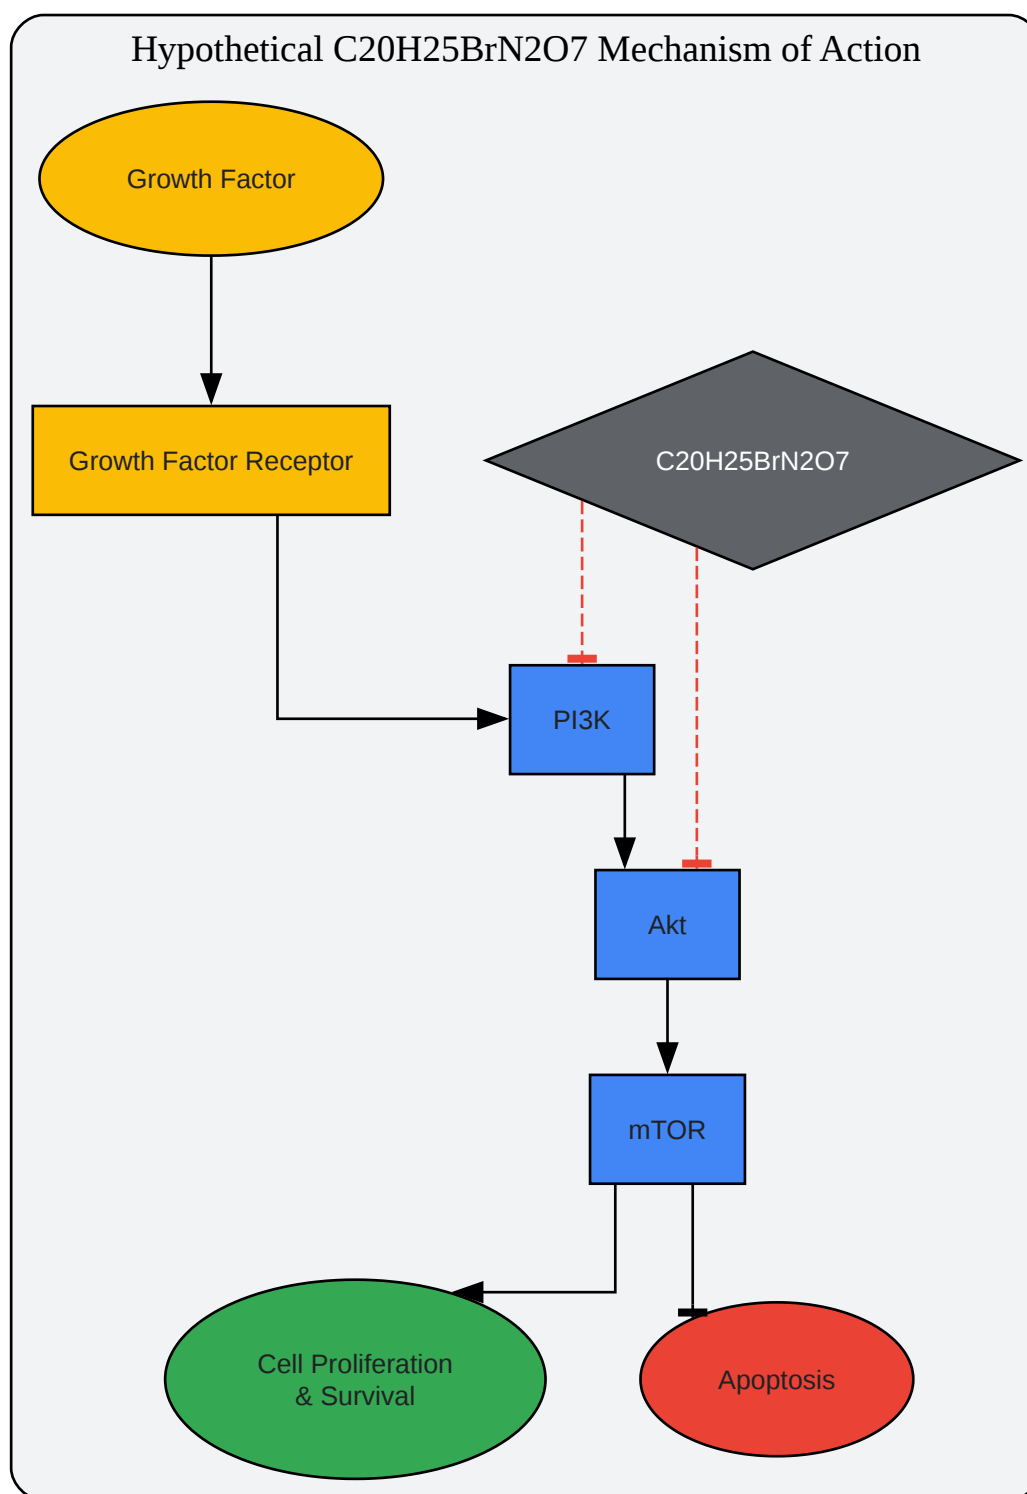 Hypothetical C20H25BrN2O7 Mechanism of Action
Growth Factor
Growth Factor Receptor
C20H25BrN2O7
PI3K
Akt
mTOR
Cell Proliferation
& Survival
Apoptosis